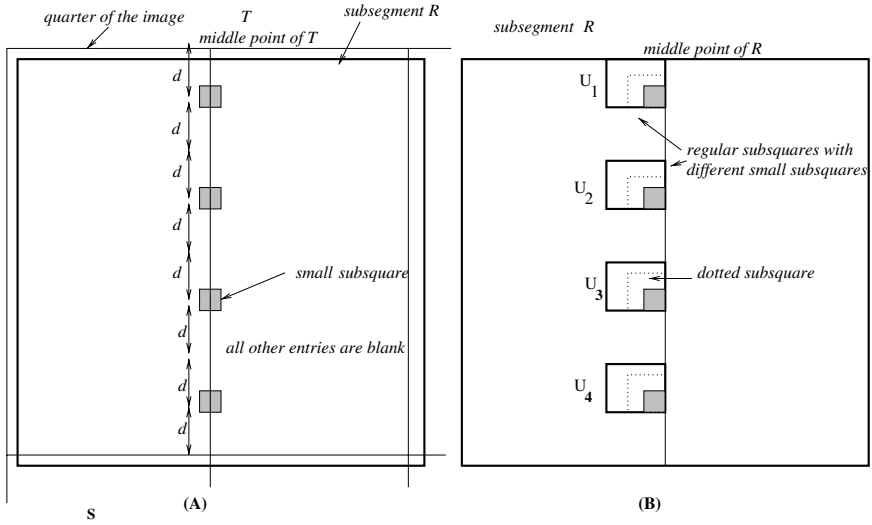 quarter of the image
T
middle point of T
subsegment R
d
d
d
d
d
d
d
d
small subsquare
all other entries are blank
(A)
S
subsegment R
middle point of R
U1
regular subsquares with
different small subsquares
U2
dotted subsquare
U3
U4
(B)